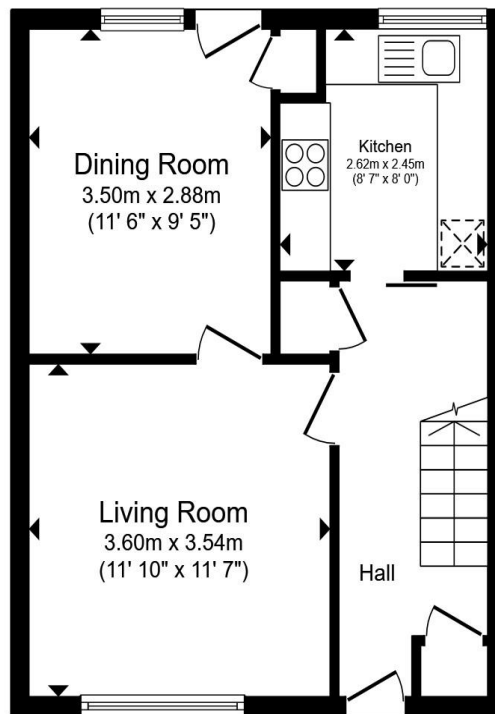 Dining Room
3.50m x 2.88m
(11' 6" x 9' 5")
Kitchen
2.62m x 2.45m
(8' 7" x 8' 0")
Living Room
3.60m x 3.54m
(11' 10" x 11' 7")
Hall